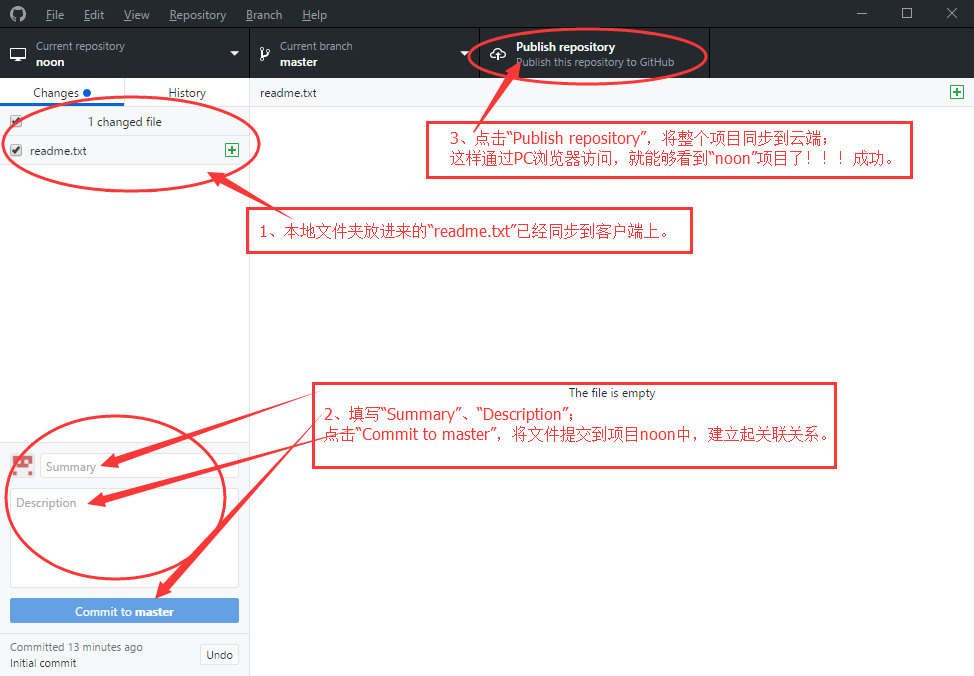 File Edit View Repository Branch Help
Current repository
noon
Current branch
master
Publish repository
Publish this repository to GitHub
Changes History
readme.txt
1 changed file
readme.txt
3、点击“Publish repository”，将整个项目同步到云端；
这样通过PC浏览器访问，就能够看到“noon”项目了！！！成功。
1、本地文件夹放进来的“readme.txt”已经同步到客户端上。
The file is empty
2、填写“Summary”、“Description”；
点击“Commit to master”，将文件提交到项目noon中，建立起关联关系。
Summary
Description
Commit to master
Committed 13 minutes ago
Initial commit
Undo